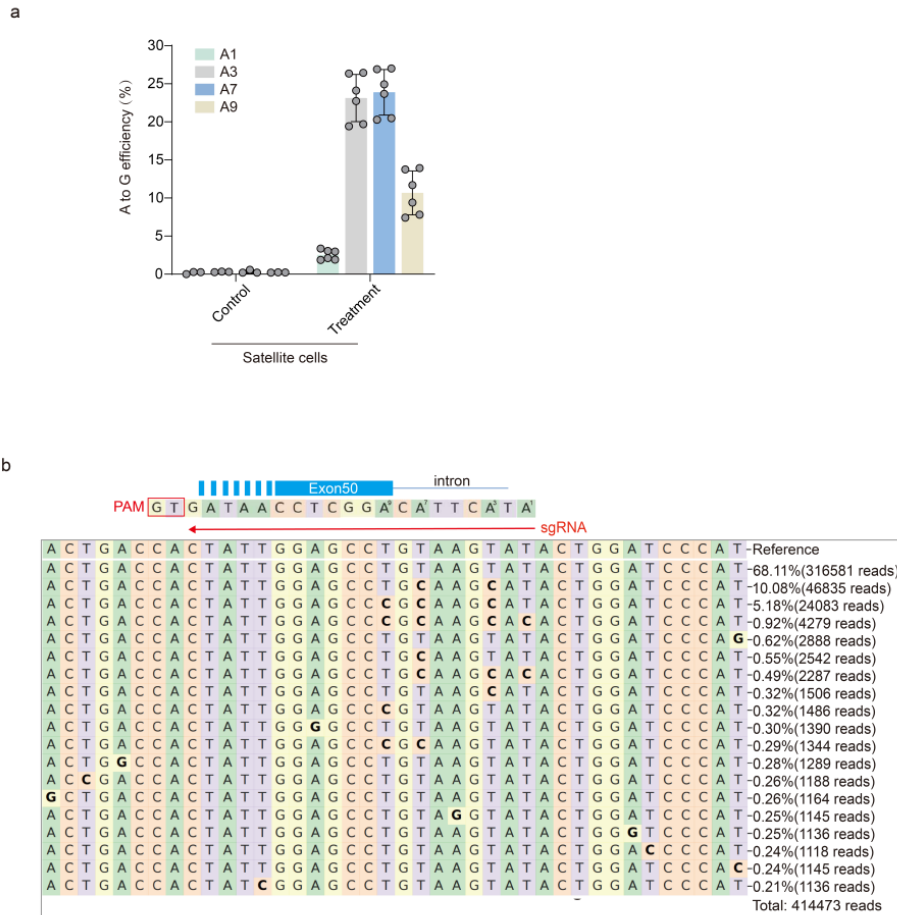 a
30
25
20
15
10
5
0
A to G efficiency (%)
A1
A3
A7
A9
Control
Treatment
Satellite cells
b
Exon50
intron
PAM G T G A T A A C C T C G G A⁹ C A⁷ T T C A³ T A¹
sgRNA
A C T G A C C A C T A T T G G A G C C T G T A A G T A T A C T G G A T C C C A T -Reference
A C T G A C C A C T A T T G G A G C C T G T A A G T A T A C T G G A T C C C A T -68.11%(316581 reads)
A C T G A C C A C T A T T G G A G C C T G C A A G C A T A C T G G A T C C C A T -10.08%(46835 reads)
A C T G A C C A C T A T T G G A G C C C G C A A G C A T A C T G G A T C C C A T -5.18%(24083 reads)
A C T G A C C A C T A T T G G A G C C C G C A A G C A C A C T G G A T C C C A T -0.92%(4279 reads)
A C T G A C C A C T A T T G G A G C C T G T A A G T A T A C T G G A T C C C A G -0.62%(2888 reads)
A C T G A C C A C T A T T G G A G C C T G C A A G T A T A C T G G A T C C C A T -0.55%(2542 reads)
A C T G A C C A C T A T T G G A G C C T G C A A G C A C A C T G G A T C C C A T -0.49%(2287 reads)
A C T G A C C A C T A T T G G A G C C T G T A A G C A T A C T G G A T C C C A T -0.32%(1506 reads)
A C T G A C C A C T A T T G G A G C C C G T A A G T A T A C T G G A T C C C A T -0.32%(1486 reads)
A C T G A C C A C T A T T G G G G C C T G T A A G T A T A C T G G A T C C C A T -0.30%(1390 reads)
A C T G A C C A C T A T T G G A G C C C G C A A G T A T A C T G G A T C C C A T -0.29%(1344 reads)
A C T G G C C A C T A T T G G A G C C T G T A A G T A T A C T G G A T C C C A T -0.28%(1289 reads)
A C C G A C C A C T A T T G G A G C C T G T A A G T A T A C T G G A T C C C A T -0.26%(1188 reads)
G C T G A C C A C T A T T G G A G C C T G T A A G T A T A C T G G A T C C C A T -0.26%(1164 reads)
A C T G A C C A C T A T T G G A G C C T G T A G G T A T A C T G G A T C C C A T -0.25%(1145 reads)
A C T G A C C A C T A T T G G A G C C T G T A A G T A T A C T G G G T C C C A T -0.25%(1136 reads)
A C T G A C C A C T A T T G G A G C C T G T A A G T A T A C T G G A C C C C A T -0.24%(1118 reads)
A C T G A C C A C T A T T G G A G C C T G T A A G T A T A C T G G A T C C C A C -0.24%(1145 reads)
A C T G A C C A C T A T C G G A G C C T G T A A G T A T A C T G G A T C C C A T -0.21%(1136 reads)
Total: 414473 reads